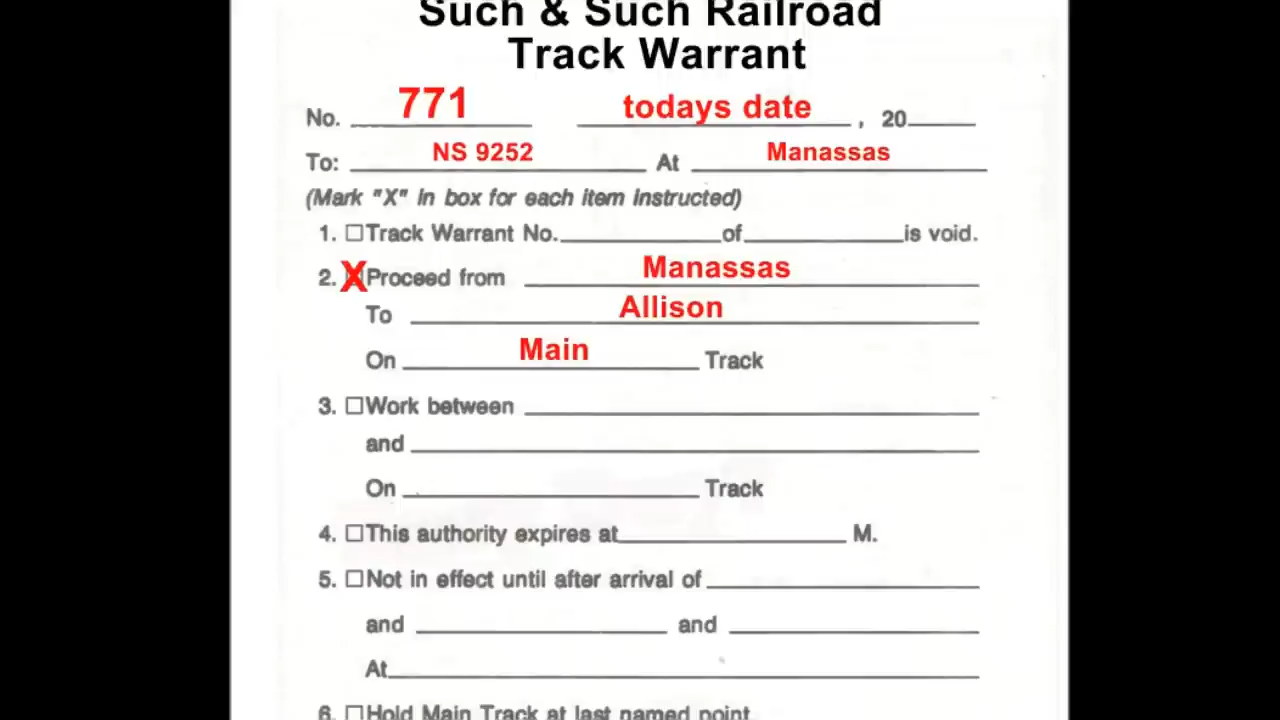 Such & Such Railroad
Track Warrant
No. 771 todays date , 20
To: NS 9252 At Manassas
(Mark "X" in box for each item instructed)
1. Track Warrant No. of is void.
2. X Proceed from Manassas
To Allison
On Main Track
3. Work between
and
On Track
4. This authority expires at M.
5. Not in effect until after arrival of
and and
At
6. Hold Main Track at last named point.